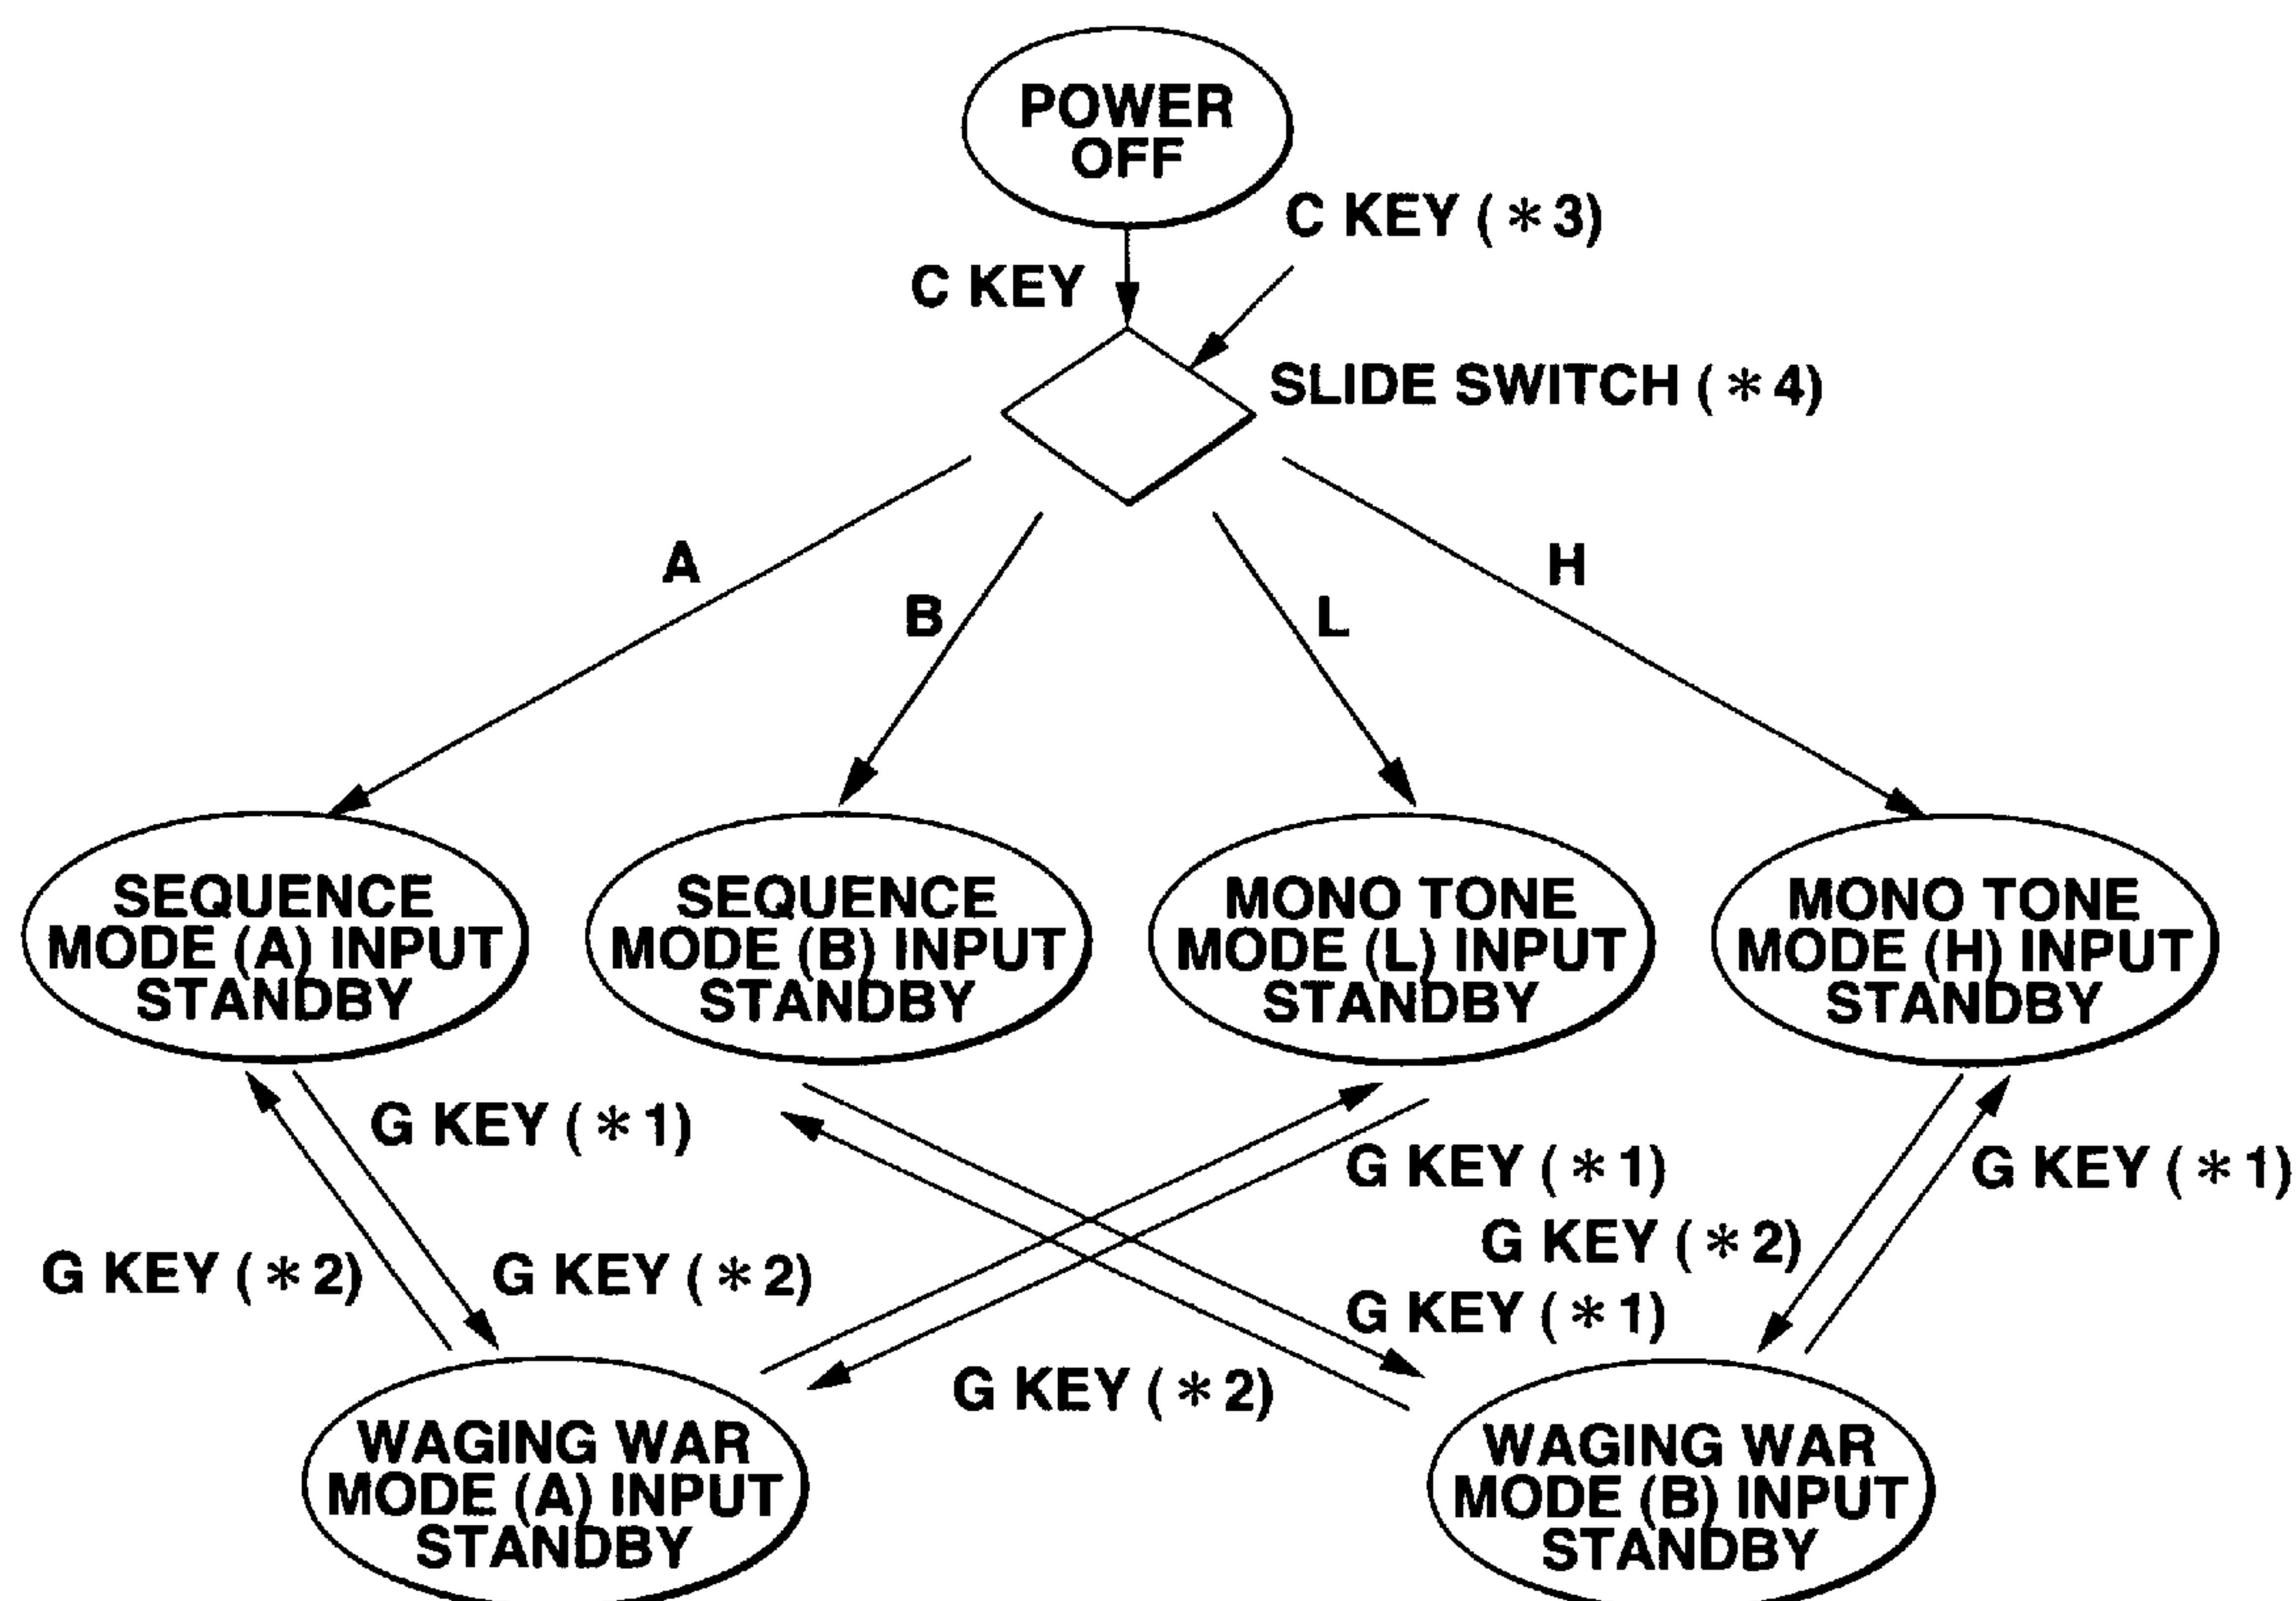 POWER
OFF
C KEY (*3)
C KEY
SLIDE SWITCH (*4)
A
H
B
L
SEQUENCE
MODE (A) INPUT
STANDBY
SEQUENCE
MODE (B) INPUT
STANDBY
MONO TONE
MODE (L) INPUT
STANDBY
MONO TONE
MODE (H) INPUT
STANDBY
G KEY (*1)
G KEY (*1)
G KEY (*1)
G KEY (*2)
G KEY (*2)
G KEY (*2)
G KEY (*1)
G KEY (*2)
WAGING WAR
MODE (A) INPUT
STANDBY
WAGING WAR
MODE (B) INPUT
STANDBY